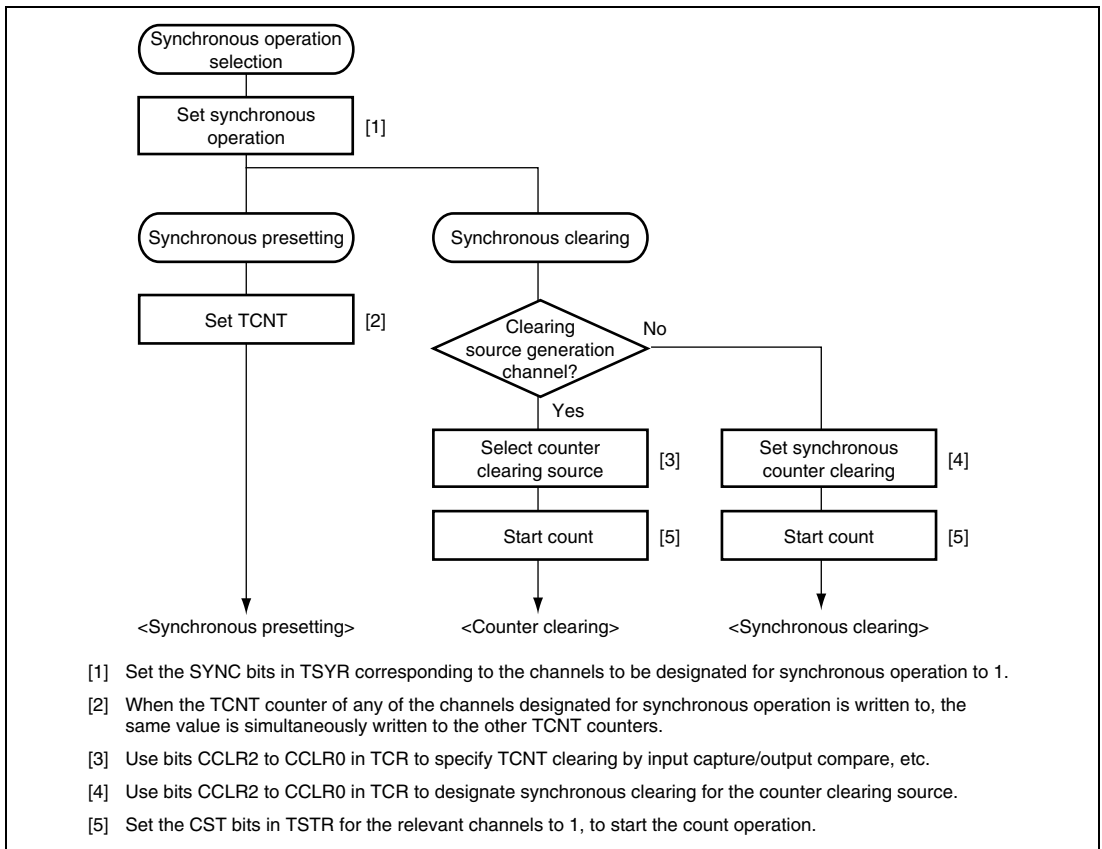 Synchronous operation
selection
Set synchronous
operation
[1]
Synchronous presetting
Synchronous clearing
Set TCNT
[2]
Clearing
source generation
channel?
No
Yes
Select counter
clearing source
[3]
Set synchronous
counter clearing
[4]
Start count
[5]
Start count
[5]
<Synchronous presetting>
<Counter clearing>
<Synchronous clearing>
[1] Set the SYNC bits in TSYR corresponding to the channels to be designated for synchronous operation to 1.
[2] When the TCNT counter of any of the channels designated for synchronous operation is written to, the
same value is simultaneously written to the other TCNT counters.
[3] Use bits CCLR2 to CCLR0 in TCR to specify TCNT clearing by input capture/output compare, etc.
[4] Use bits CCLR2 to CCLR0 in TCR to designate synchronous clearing for the counter clearing source.
[5] Set the CST bits in TSTR for the relevant channels to 1, to start the count operation.